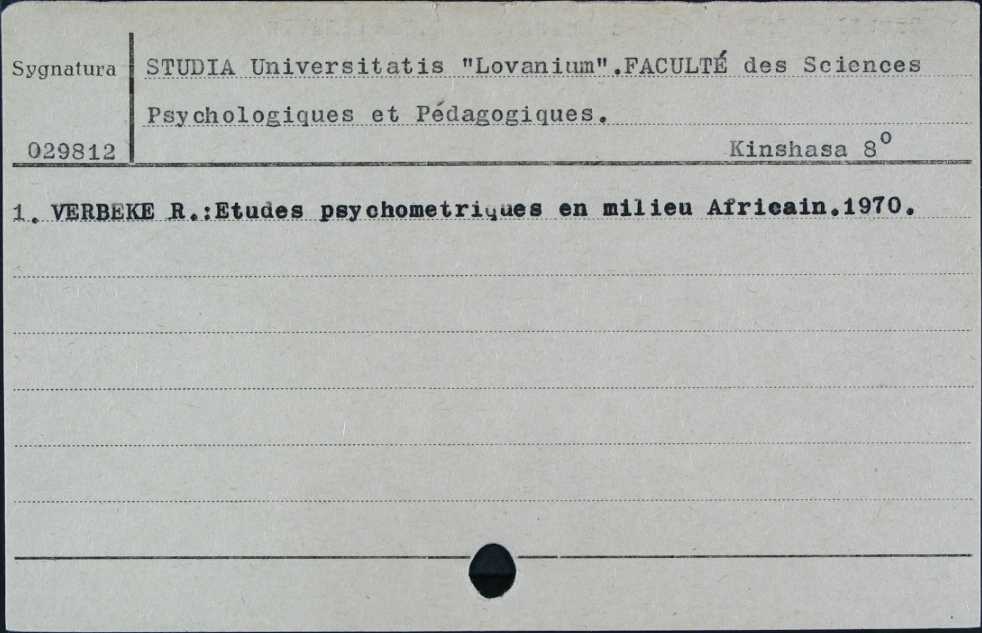 Sygnatura STUDIA Universitatis "Lovanium".FACULTÉ des Sciences
Psychologiques et Pédagogiques.
029812 Kinshasa 8°
1. VERBEKE R.:Etudes psychometriques en milieu Africain.1970.